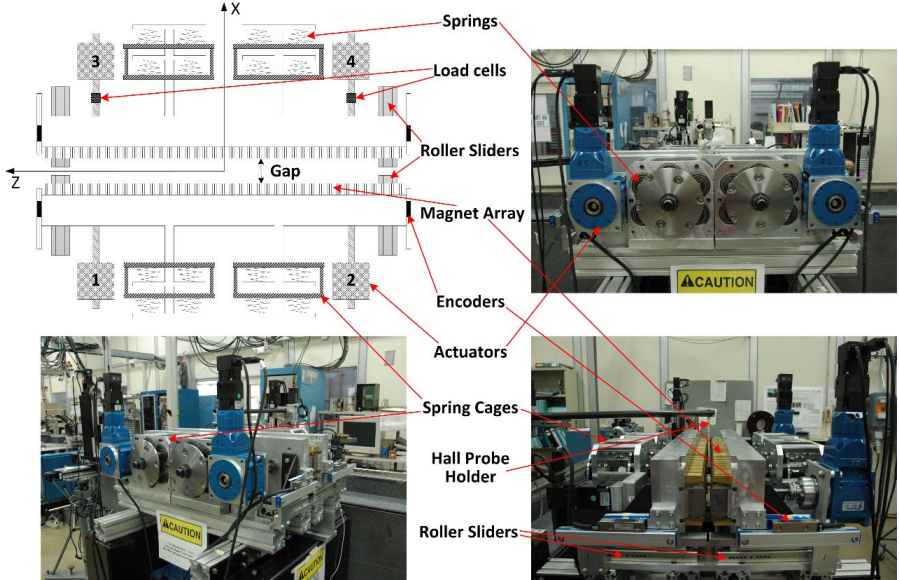 X
Springs
3
4
Load cells
Z
Gap
Roller Sliders
Magnet Array
1
2
Encoders
Actuators
⚠CAUTION
Spring Cages
Hall Probe
Holder
Roller Sliders
⚠CAUTION
⚠CAUTION